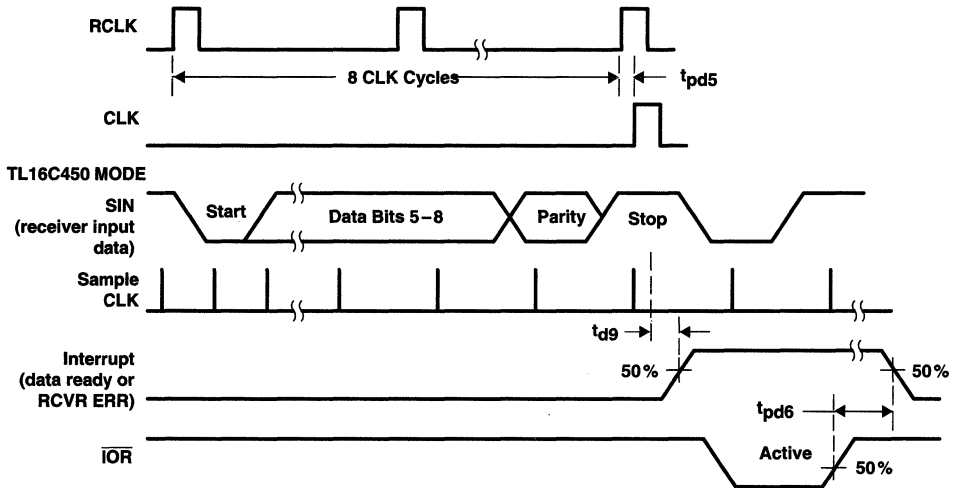 RCLK
8 CLK Cycles
tpd5
CLK
TL16C450 MODE
SIN
(receiver input
data)
Start
Data Bits 5–8
Parity
Stop
Sample
CLK
td9
Interrupt
(data ready or
RCVR ERR)
50%
50%
tpd6
IOR
Active
50%